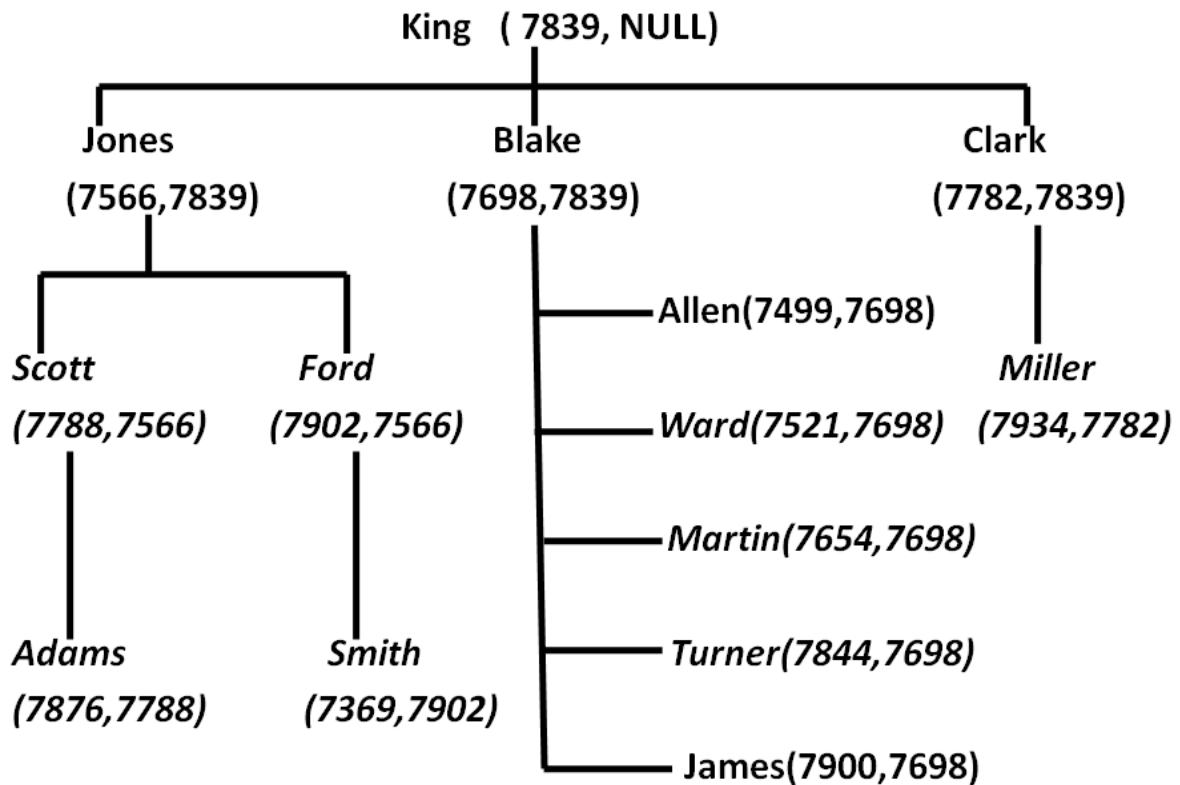 King ( 7839, NULL)
Jones Blake Clark
(7566,7839) (7698,7839) (7782,7839)
Allen(7499,7698)
Scott Ford Miller
(7788,7566) (7902,7566) Ward(7521,7698) (7934,7782)
Martin(7654,7698)
Adams Smith Turner(7844,7698)
(7876,7788) (7369,7902)
James(7900,7698)